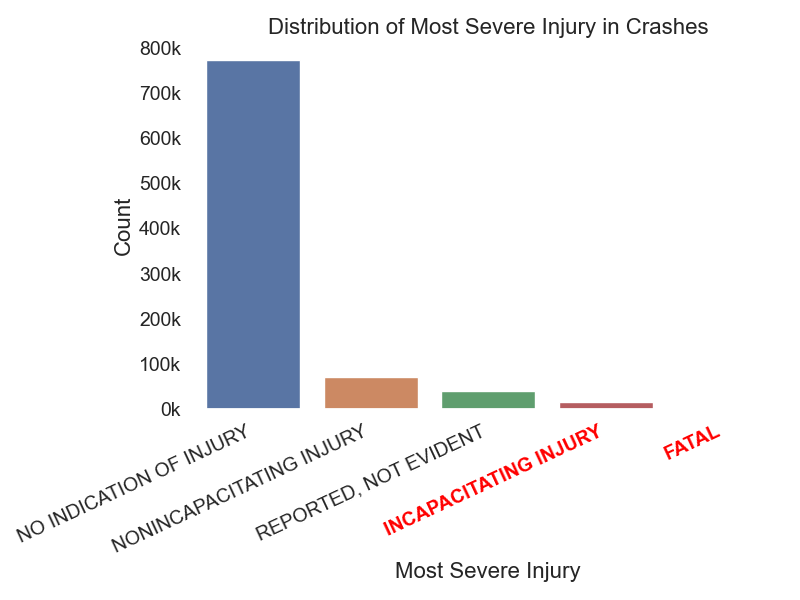 Distribution of Most Severe Injury in Crashes
800k
700k
600k
500k
400k
300k
200k
100k
0k
Count
NO INDICATION OF INJURY
NONINCAPACITATING INJURY
REPORTED, NOT EVIDENT
INCAPACITATING INJURY
FATAL
Most Severe Injury